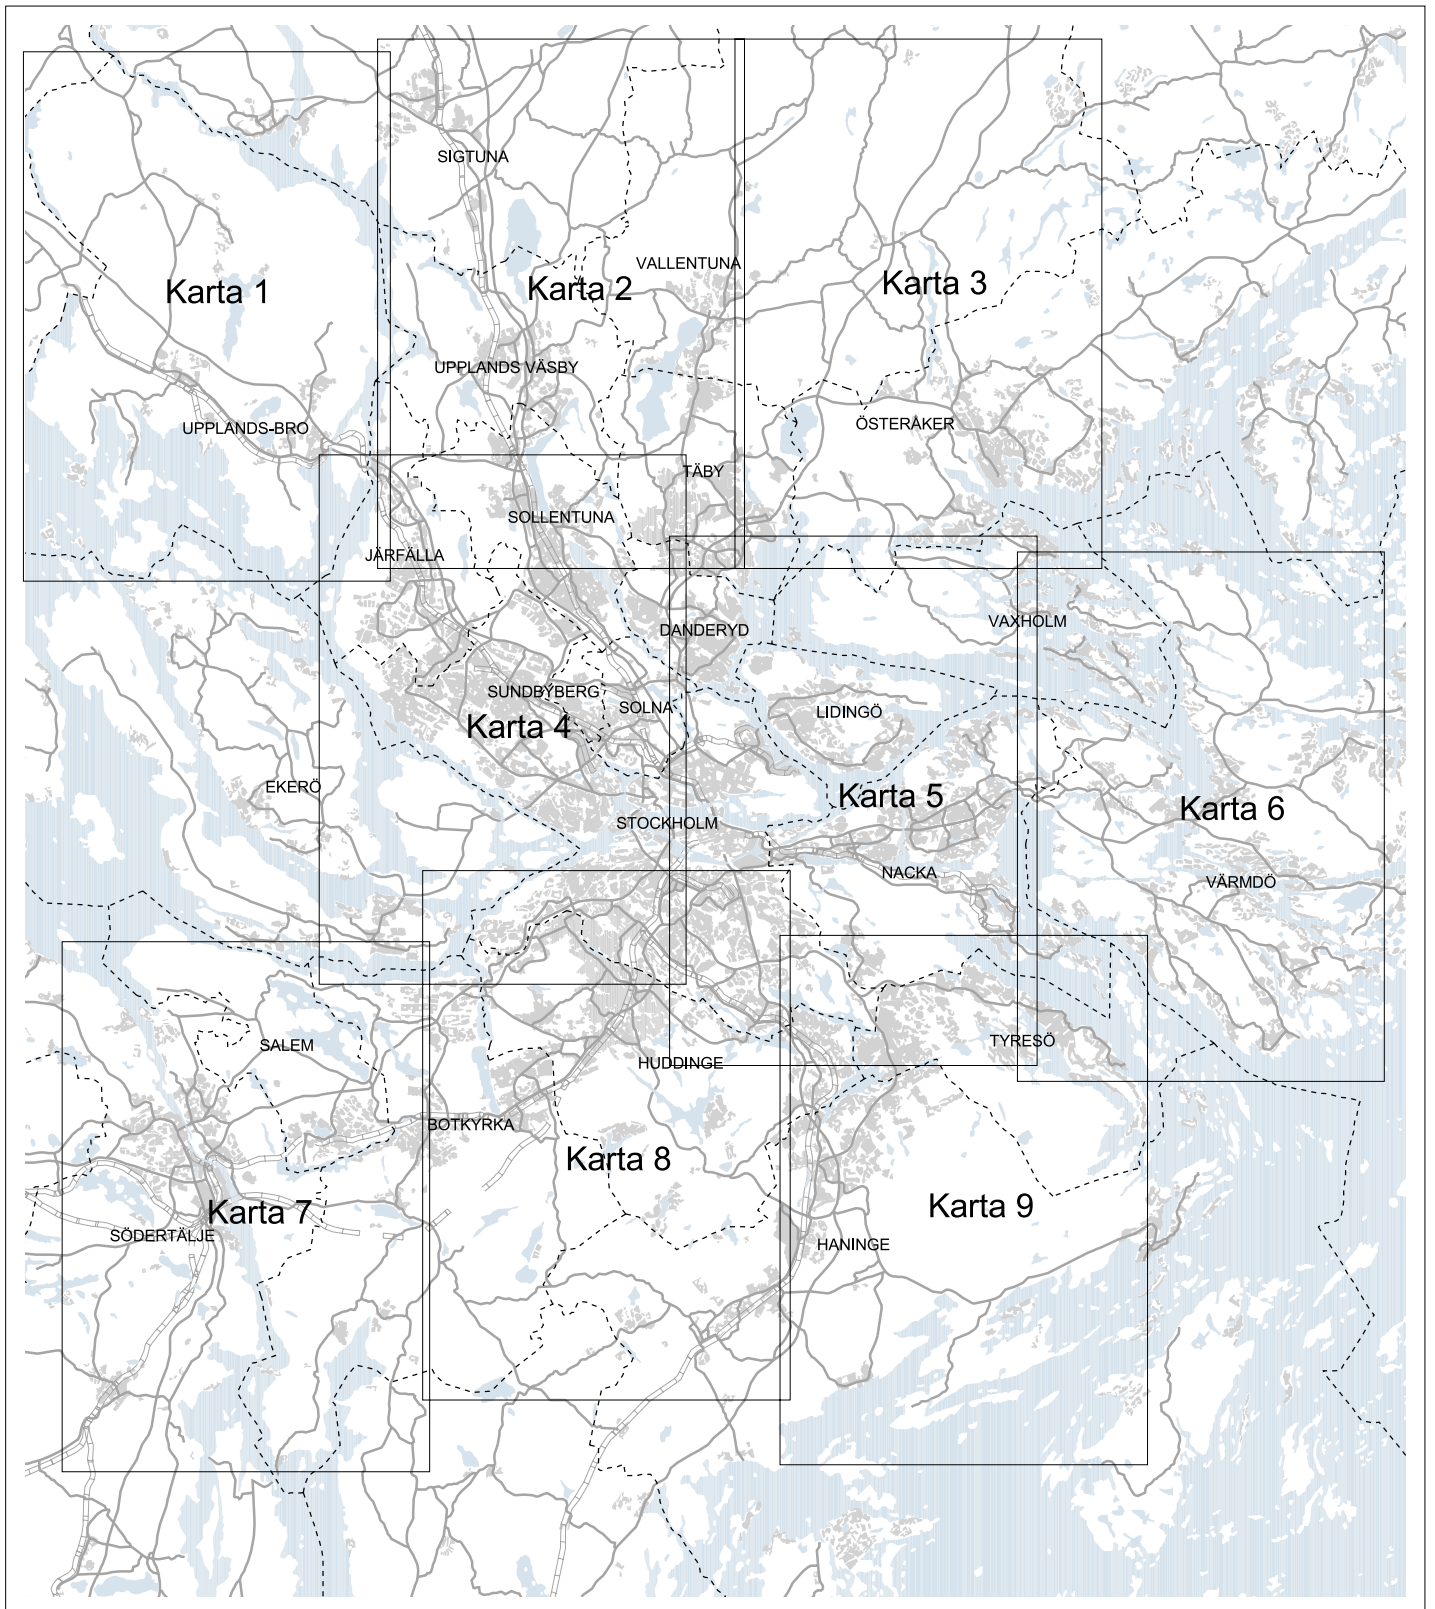 SIGTUNA
VALLENTUNA
Karta 1
Karta 2
Karta 3
UPPLANDS VÄSBY
UPPLANDS-BRO
ÖSTERÅKER
TÄBY
SOLLENTUNA
JÄRFÄLLA
VAXHOLM
DANDERYD
SUNDBYBERG
SOLNA
LIDINGÖ
Karta 4
EKERÖ
Karta 5
Karta 6
STOCKHOLM
NACKA
VÄRMDÖ
SALEM
TYRESÖ
HUDDINGE
BOTKYRKA
Karta 8
Karta 7
Karta 9
SÖDERTÄLJE
HANINGE